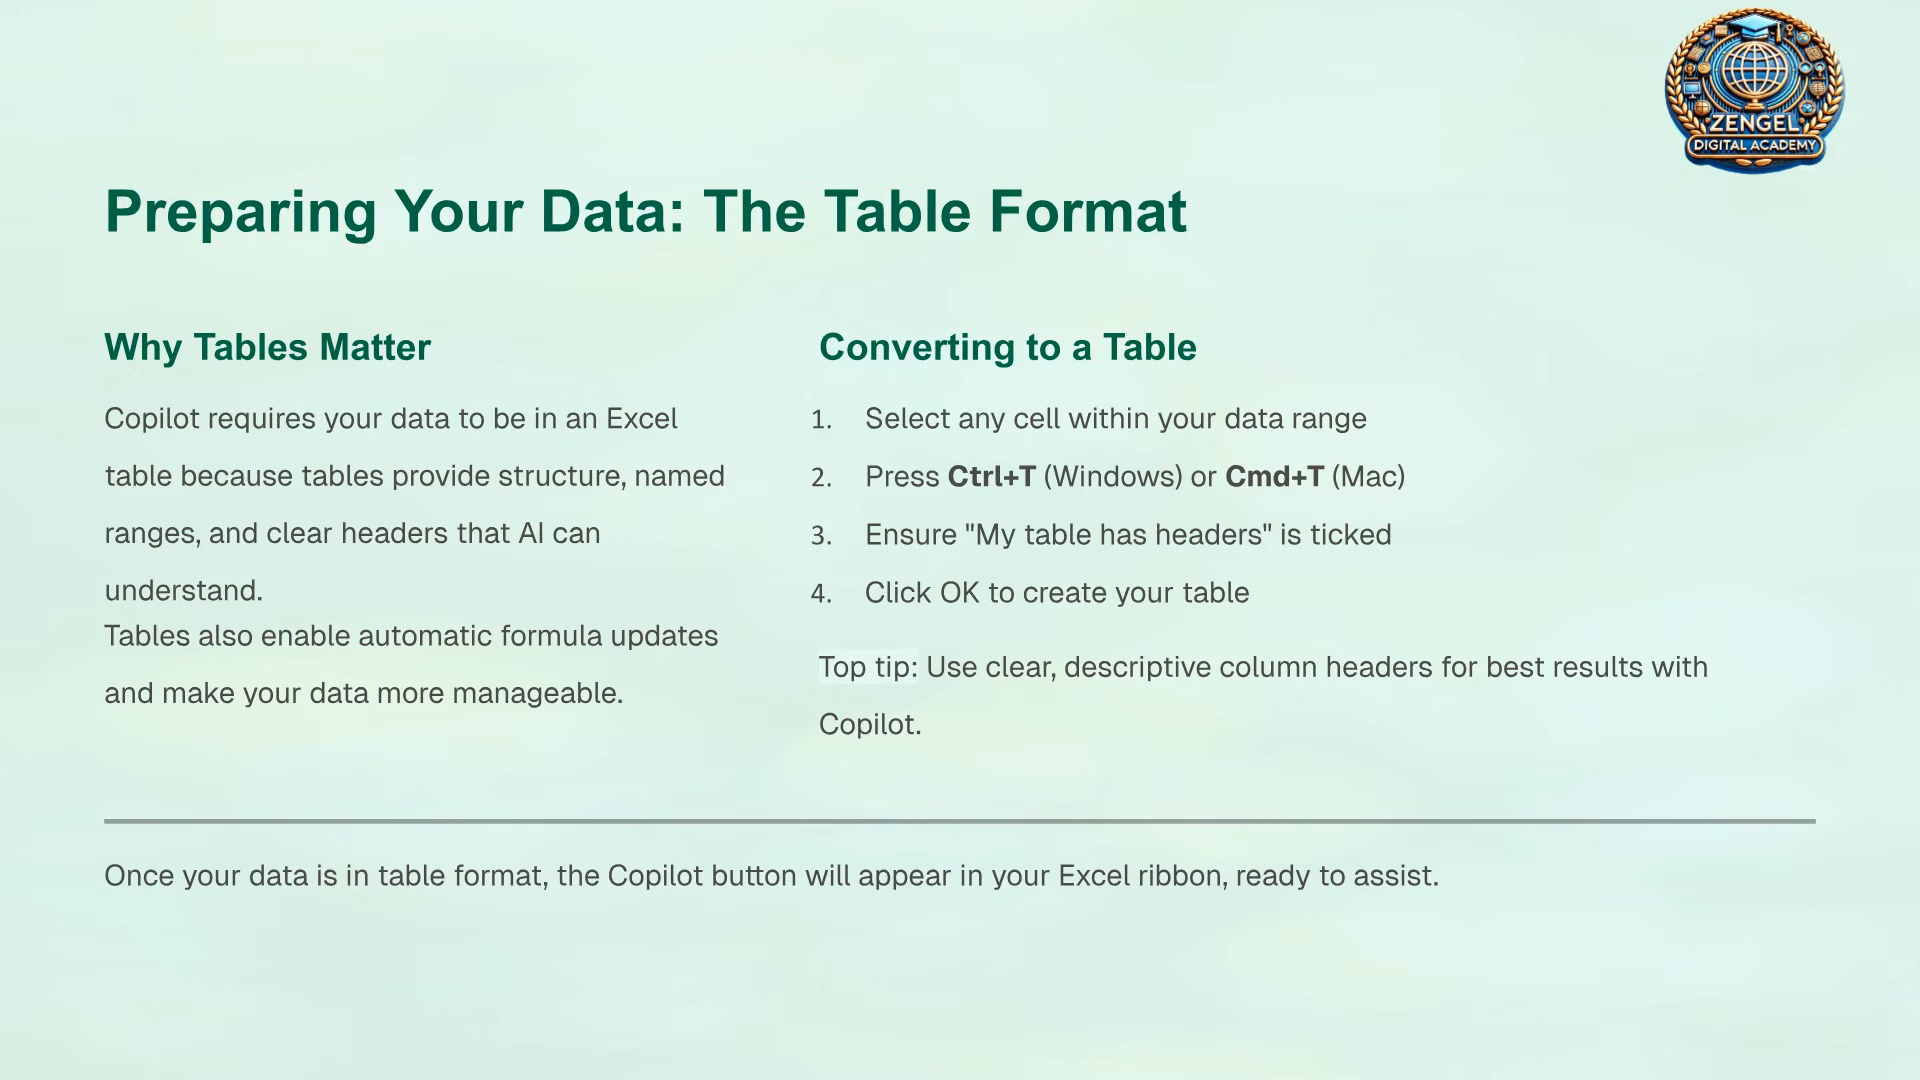 ZENGEL
DIGITAL ACADEMY
Preparing Your Data: The Table Format
Why Tables Matter
Copilot requires your data to be in an Excel
table because tables provide structure, named
ranges, and clear headers that AI can
understand.
Tables also enable automatic formula updates
and make your data more manageable.
Converting to a Table
1. Select any cell within your data range
2. Press Ctrl+T (Windows) or Cmd+T (Mac)
3. Ensure "My table has headers" is ticked
4. Click OK to create your table
Top tip: Use clear, descriptive column headers for best results with
Copilot.
Once your data is in table format, the Copilot button will appear in your Excel ribbon, ready to assist.